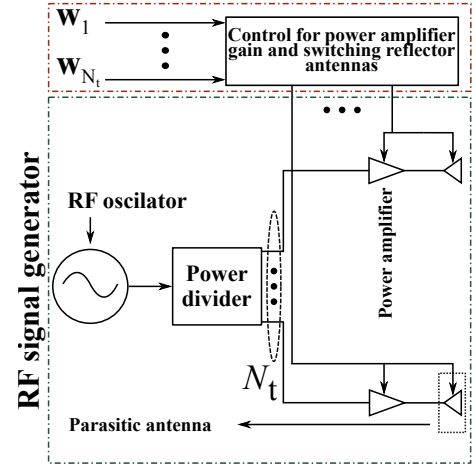 w1
Control for power amplifier
gain and switching reflector
antennas
wNt
RF signal generator
RF oscilator
Power
divider
Power amplifier
Nt
Parasitic antenna